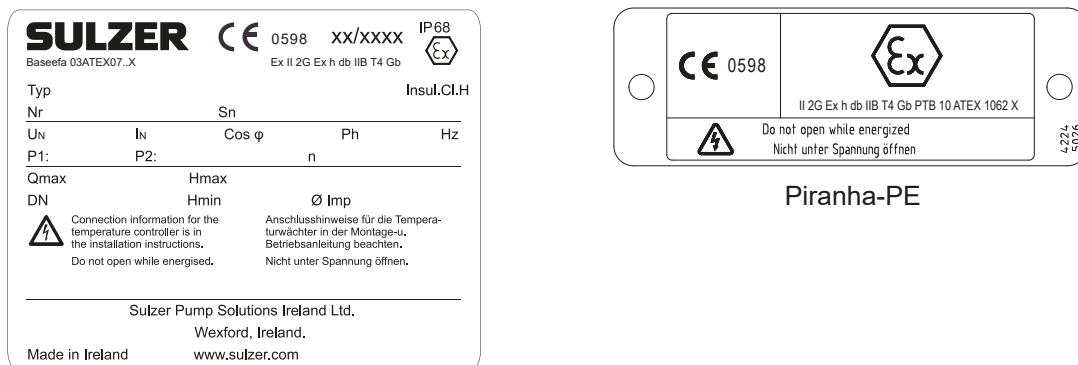 SULZER CE 0598 xx/xxxx IP68
Baseefa 03ATEX07..X Ex II 2G Ex h db IIB T4 Gb Ex
Typ Insul.Cl.H
Nr Sn
UN IN Cos φ Ph Hz
P1: P2: n
Qmax Hmax
DN Hmin Ø Imp
Connection information for the
temperature controller is in
the installation instructions.
Do not open while energised.
Anschlusshinweise für die Tempera-
turwächter in der Montage-u.
Betriebsanleitung beachten.
Nicht unter Spannung öffnen.
Sulzer Pump Solutions Ireland Ltd.
Wexford, Ireland.
Made in Ireland www.sulzer.com
CE 0598
Ex
II 2G Ex h db IIB T4 Gb PTB 10 ATEX 1062 X
Do not open while energized
Nicht unter Spannung öffnen
4224
5026
Piranha-PE